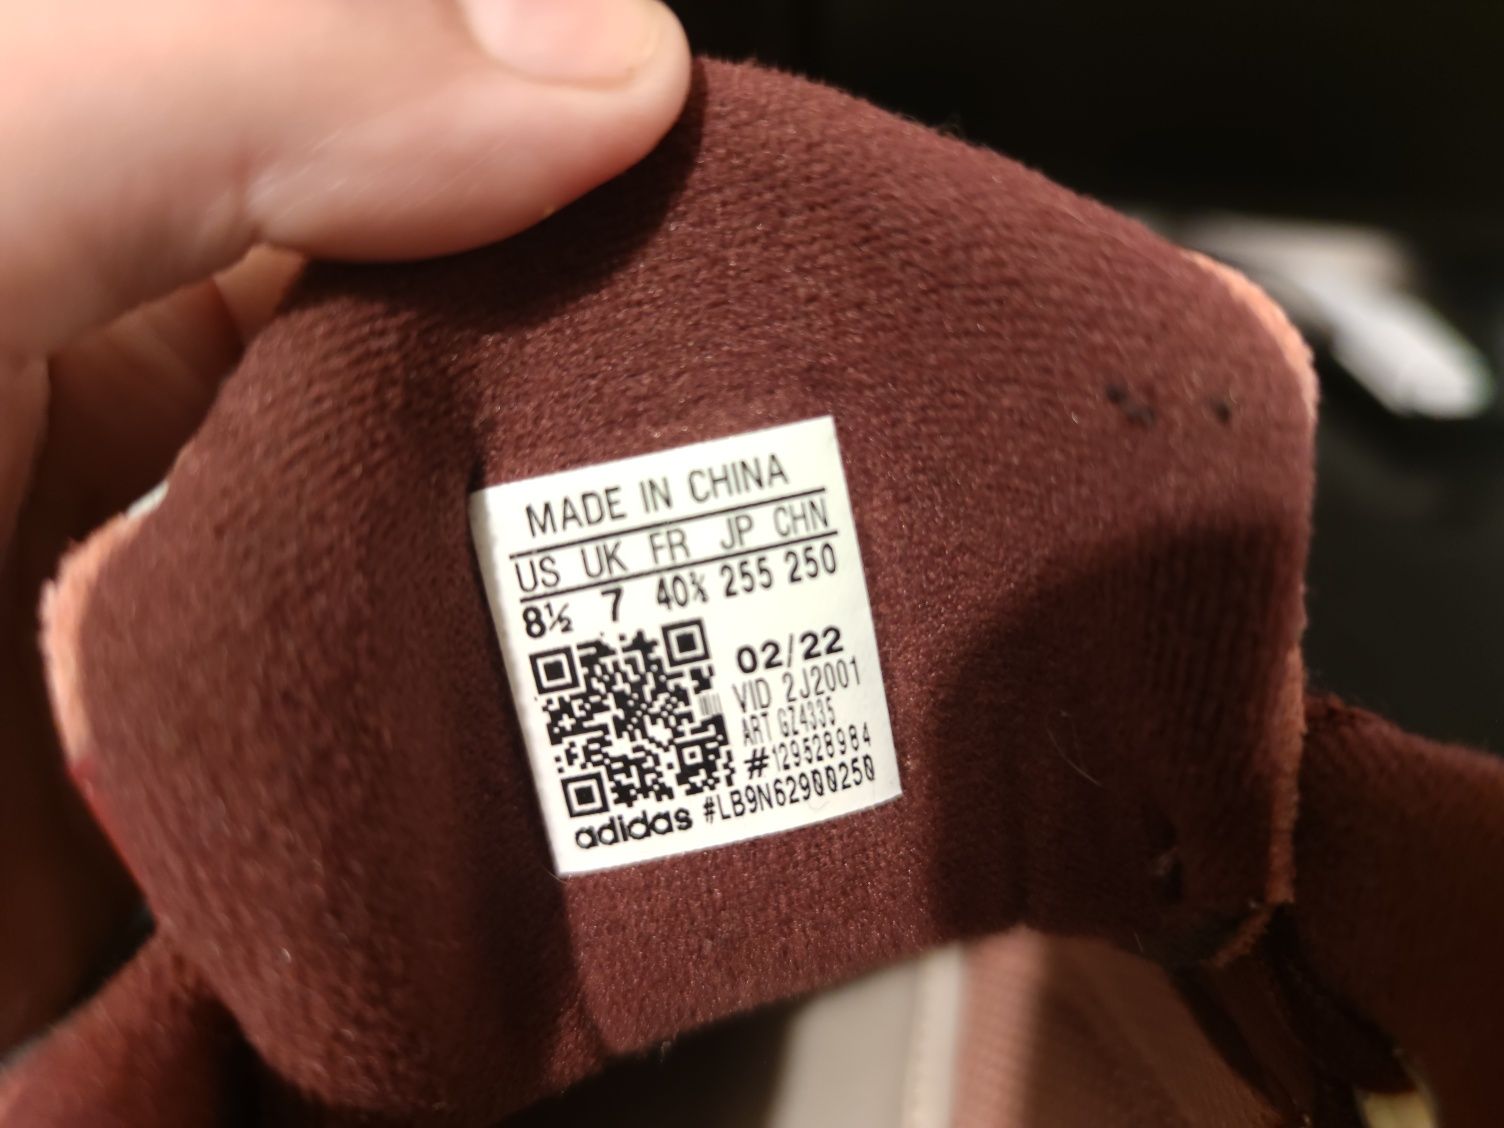 MADE IN CHINA
US UK FR JP CHN
8½ 7 40⅔ 255 250
02/22
VID 2J2001
ART GZ4335
#129528984
adidas #LB9N62900250